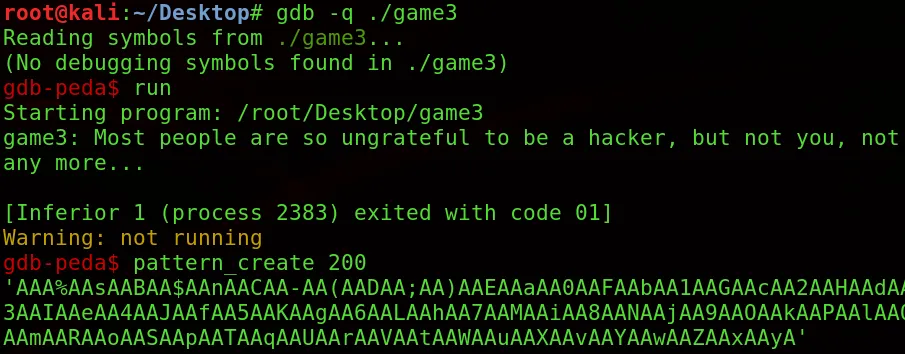 root@kali:~/Desktop# gdb -q ./game3
Reading symbols from ./game3...
(No debugging symbols found in ./game3)
gdb-peda$ run
Starting program: /root/Desktop/game3
game3: Most people are so ungrateful to be a hacker, but not you, not
any more...
[Inferior 1 (process 2383) exited with code 01]
Warning: not running
gdb-peda$ pattern_create 200
'AAA%AAsAABAA$AAnAACAA-AA(AADAA;AA)AAEAAaAA0AAFAAbAA1AAGAAcAA2AAHAAdAA
3AAIAAeAA4AAJAAfAA5AAKAAgAA6AALAAhAA7AAMAAiAA8AANAAjAA9AAOAAkAAPAAlAAQ
AAmAARAAoAASAApAATAAqAAUAArAAVAAtAAWAAuAAXAAvAAYAAwAAZAAxAAyA'